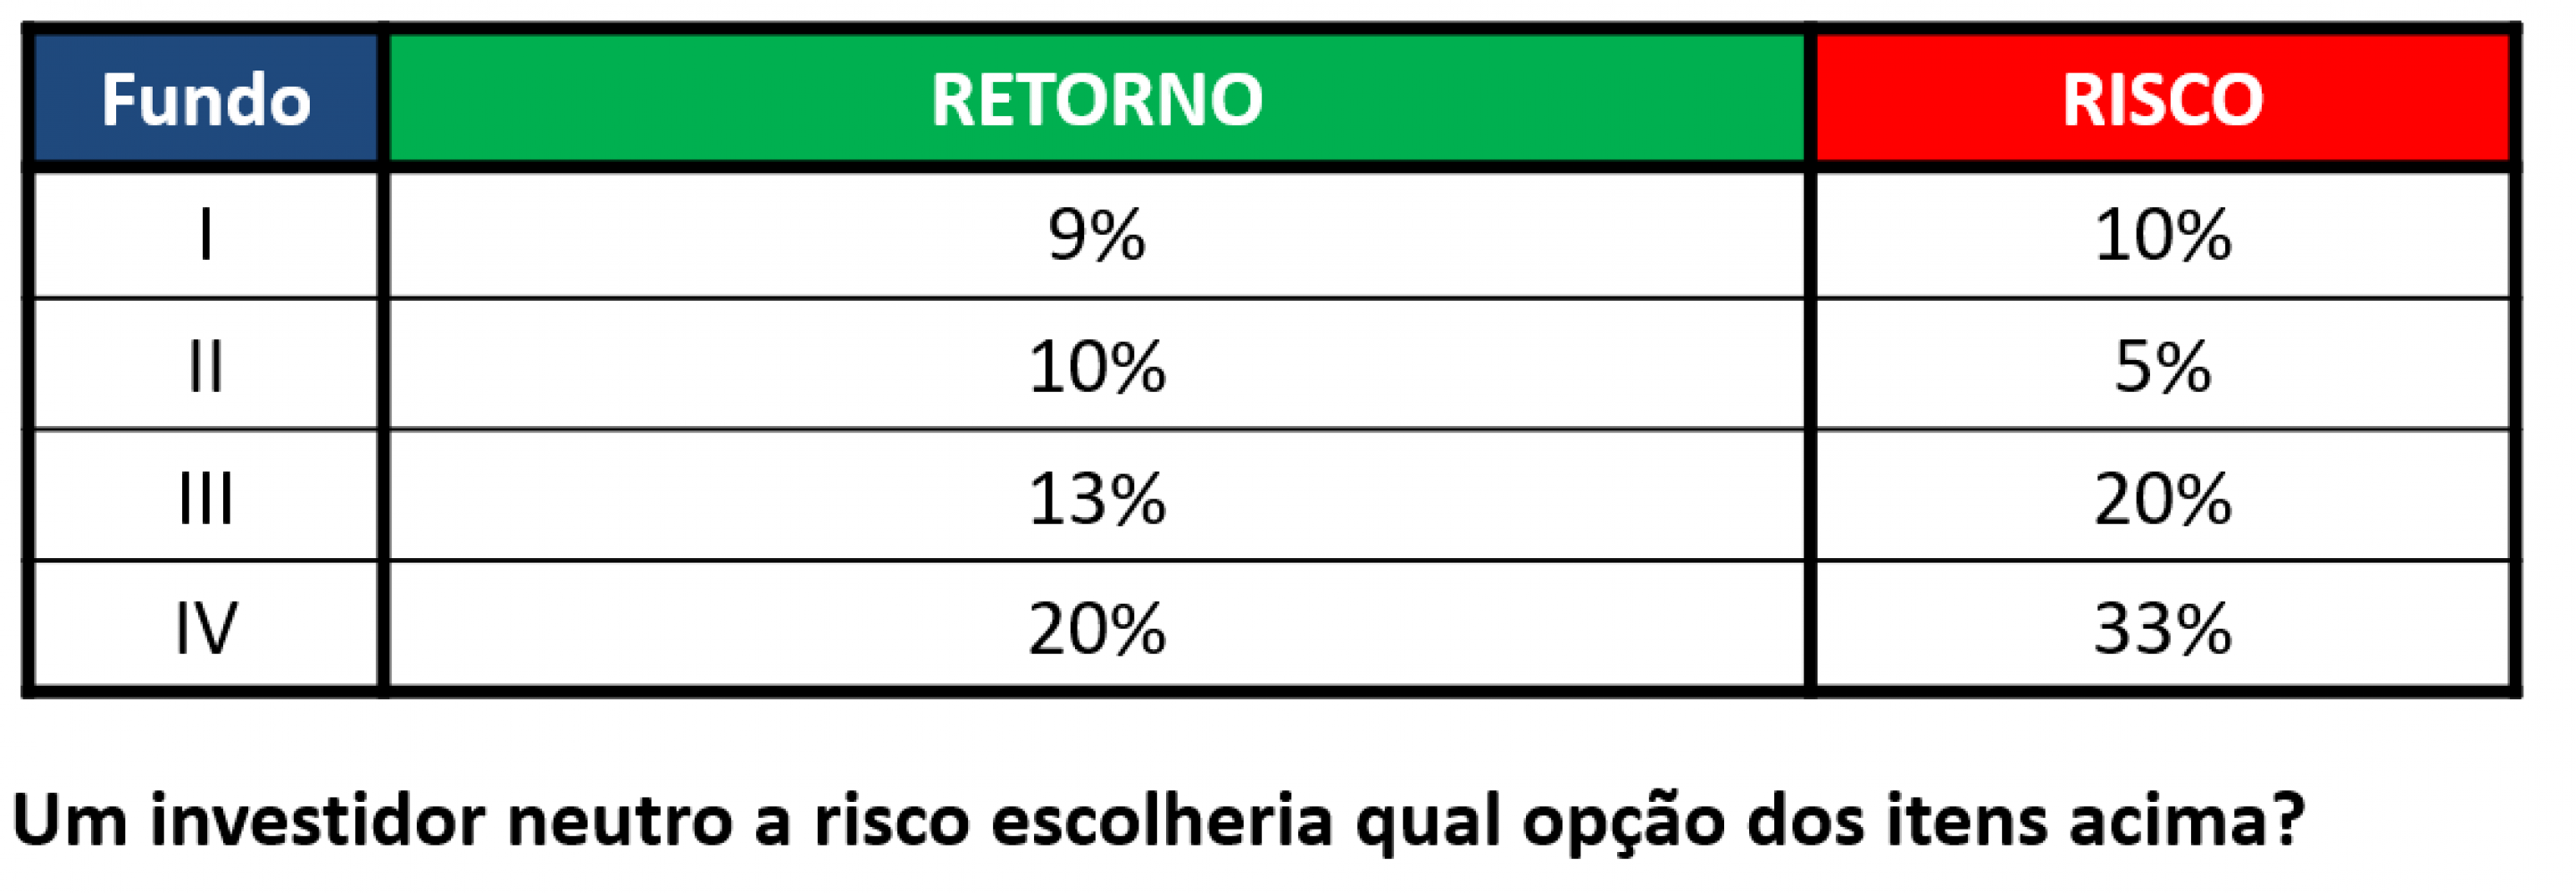 Fundo RETORNO RISCO
I 9% 10%
II 10% 5%
III 13% 20%
IV 20% 33%
Um investidor neutro a risco escolheria qual opção dos itens acima?